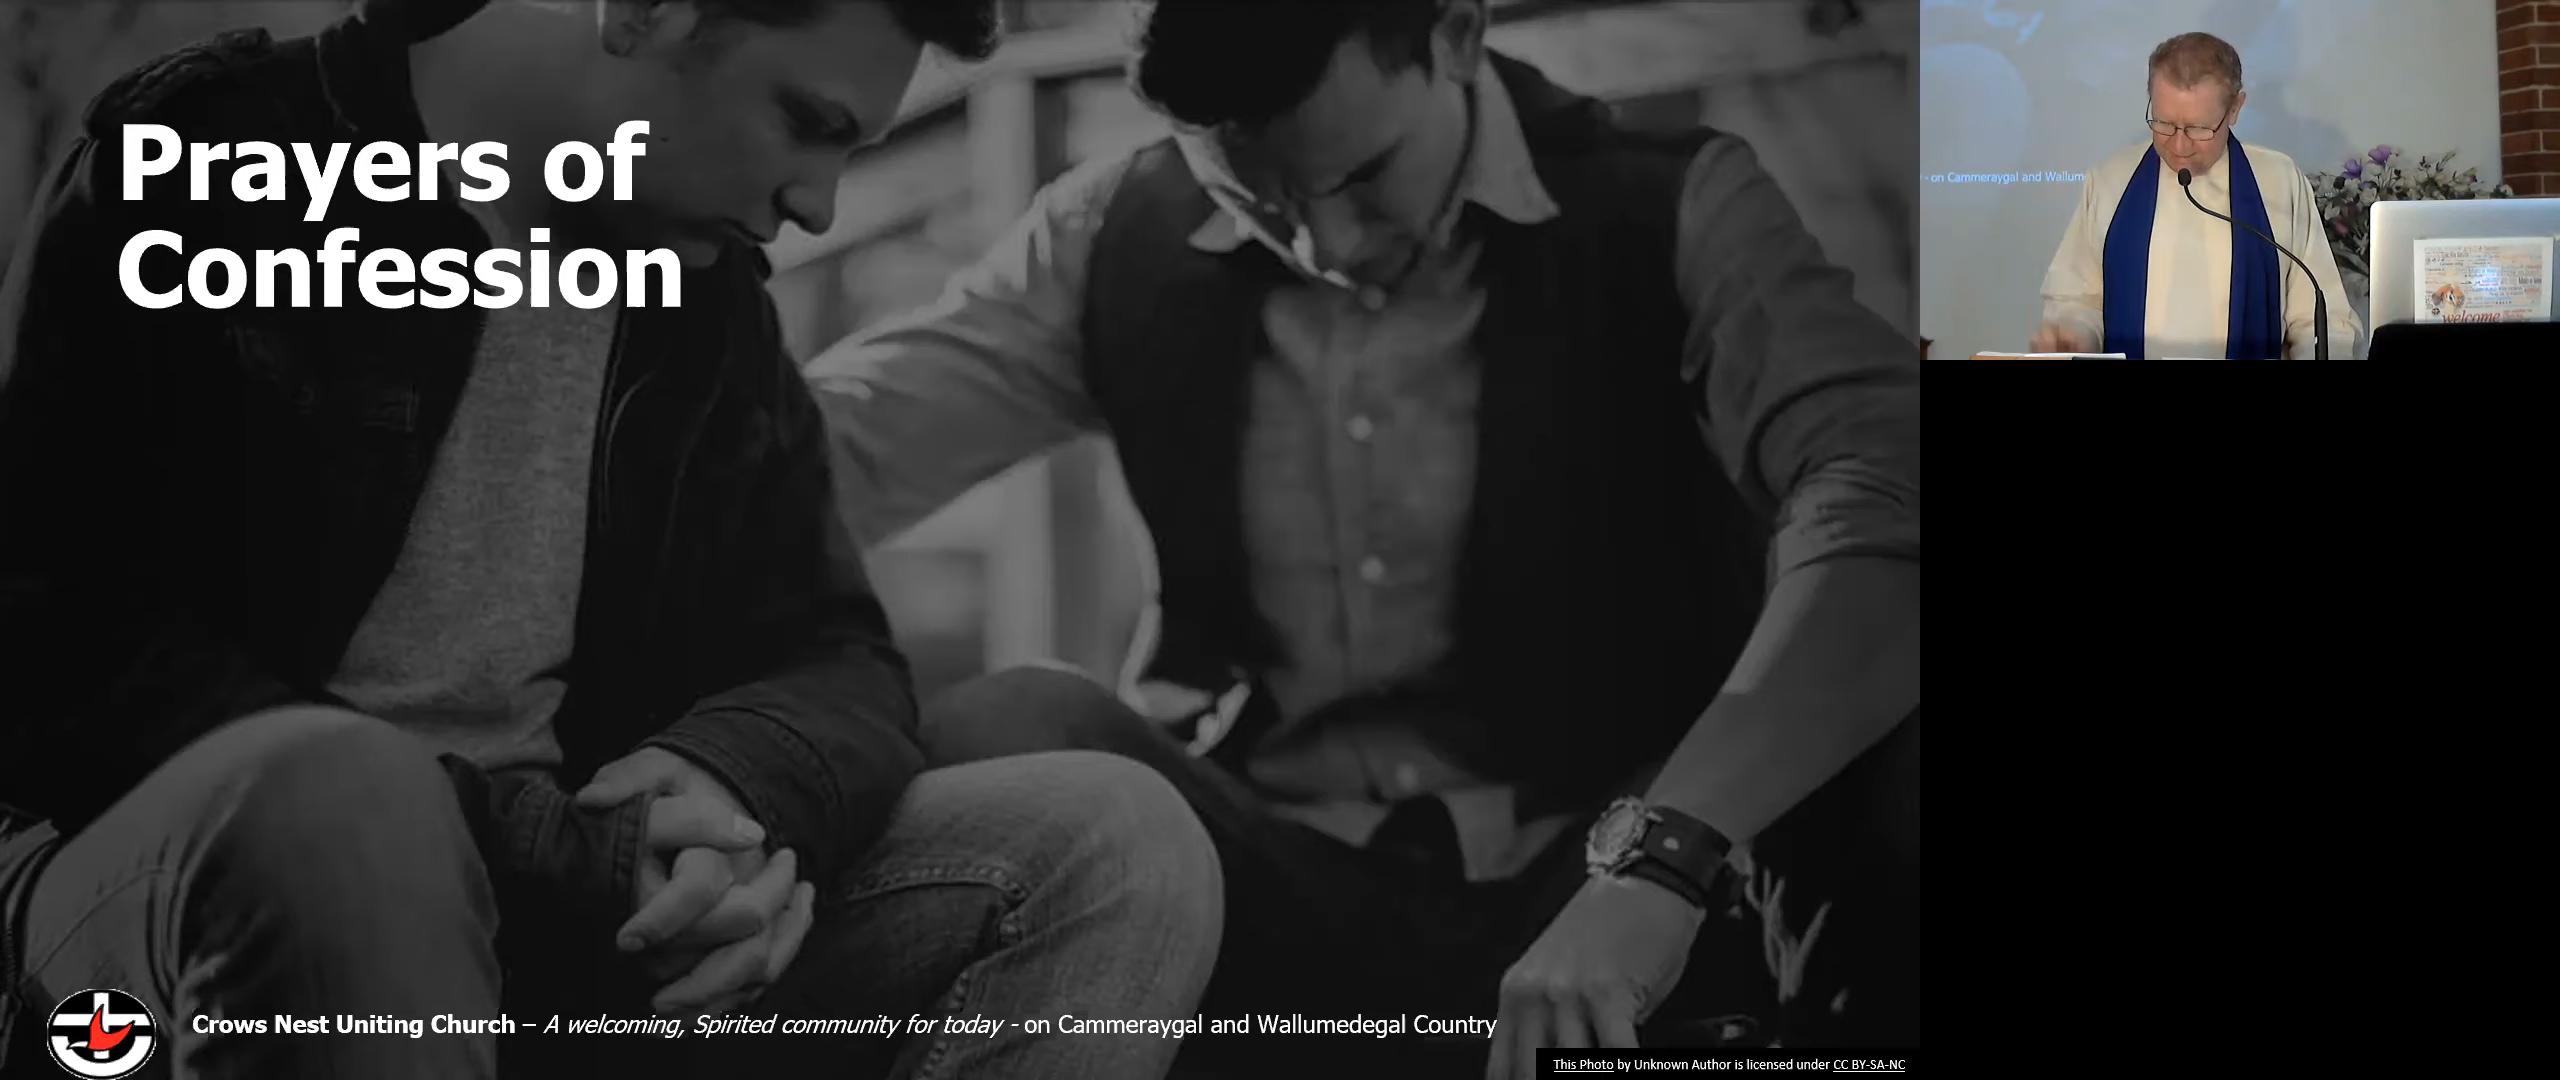 Prayers of
Confession
- on Cammeraygal and Wallum
welcome
Crows Nest Uniting Church – A welcoming, Spirited community for today - on Cammeraygal and Wallumedegal Country
This Photo by Unknown Author is licensed under CC BY-SA-NC